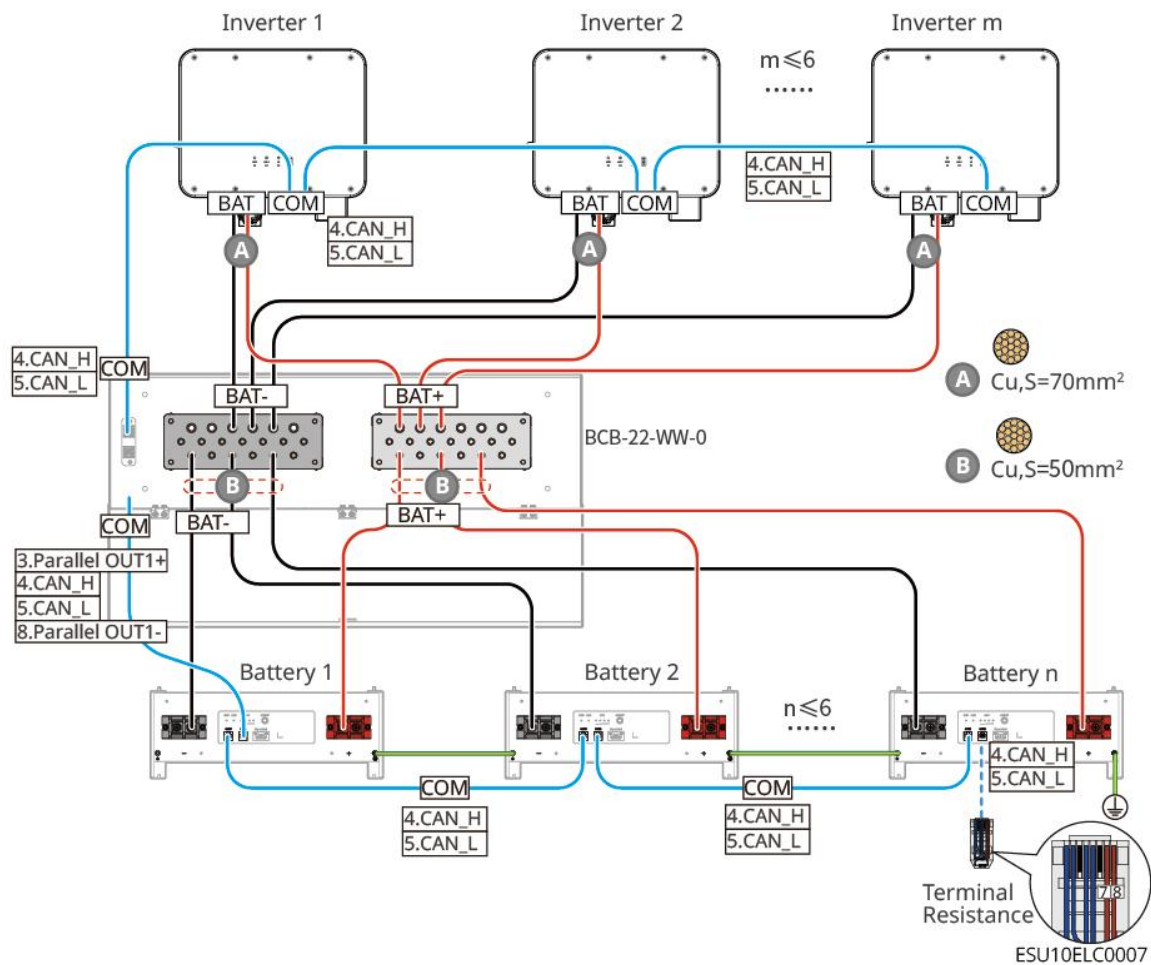 Inverter 1
Inverter 2
Inverter m
m≤6
......
4.CAN_H
5.CAN_L
BAT
COM
BAT
COM
BAT
COM
4.CAN_H
5.CAN_L
A
A
A
4.CAN_H
5.CAN_L
COM
BAT-
BAT+
A
Cu,S=70mm²
BCB-22-WW-0
B
Cu,S=50mm²
B
B
COM
BAT-
BAT+
3.Parallel OUT1+
4.CAN_H
5.CAN_L
8.Parallel OUT1-
Battery 1
Battery 2
Battery n
n≤6
......
4.CAN_H
5.CAN_L
COM
4.CAN_H
5.CAN_L
COM
4.CAN_H
5.CAN_L
Terminal
Resistance
7 8
ESU10ELC0007